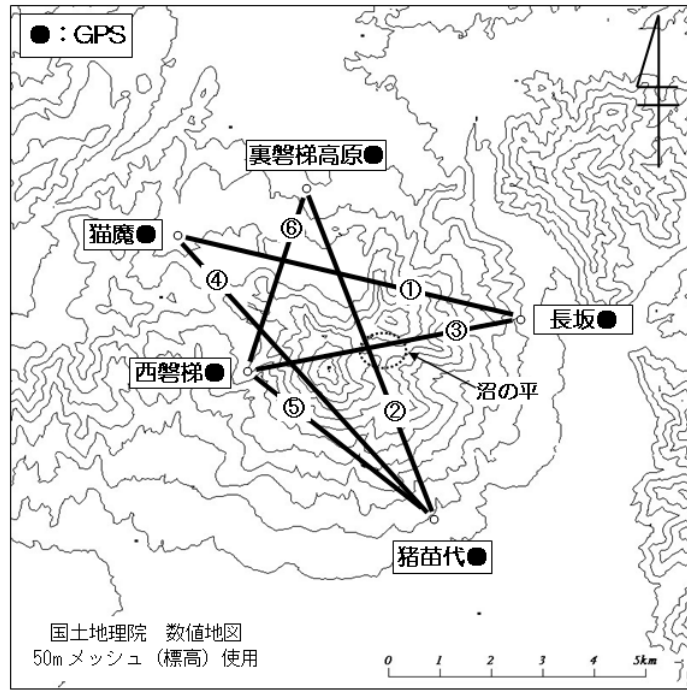 ●：GPS
裏磐梯高原●
⑥
猫魔●
④
①
長坂●
③
西磐梯●
沼の平
⑤
②
猪苗代●
国土地理院　数値地図
50mメッシュ（標高）使用
0 1 2 3 4 5km